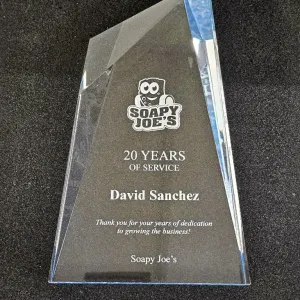 SOAPY
JOE'S
20 YEARS
OF SERVICE
David Sanchez
Thank you for your years of dedication
to growing the business!
Soapy Joe's